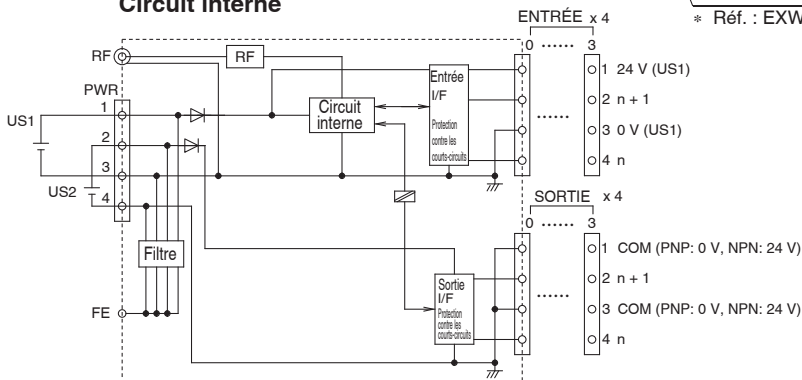 Circuit interne
* Réf. : EXW
ENTRÉE x 4
0 ...... 3
RF
RF
PWR
1
2
3
4
US1
US2
Circuit
interne
Entrée
I/F
Protection
contre les
courts-circuits
......
1 24 V (US1)
2 n + 1
3 0 V (US1)
4 n
SORTIE x 4
0 ...... 3
Filtre
FE
Sortie
I/F
Protection
contre les
courts-circuits
......
1 COM (PNP: 0 V, NPN: 24 V)
2 n + 1
3 COM (PNP: 0 V, NPN: 24 V)
4 n